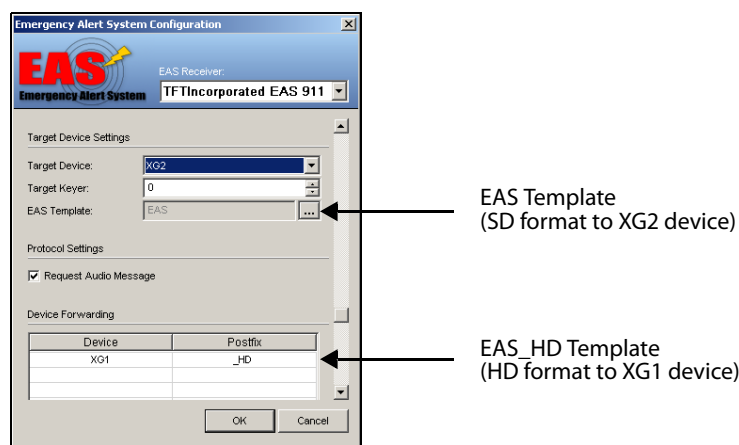 Emergency Alert System Configuration
EAS
Emergency Alert System
EAS Receiver:
TFTIncorporated EAS 911
Target Device Settings
Target Device: XG2
Target Keyer: 0
EAS Template: EAS ...
EAS Template
(SD format to XG2 device)
Protocol Settings
Request Audio Message
Device Forwarding
Device Postfix
XG1 _HD
EAS_HD Template
(HD format to XG1 device)
OK Cancel